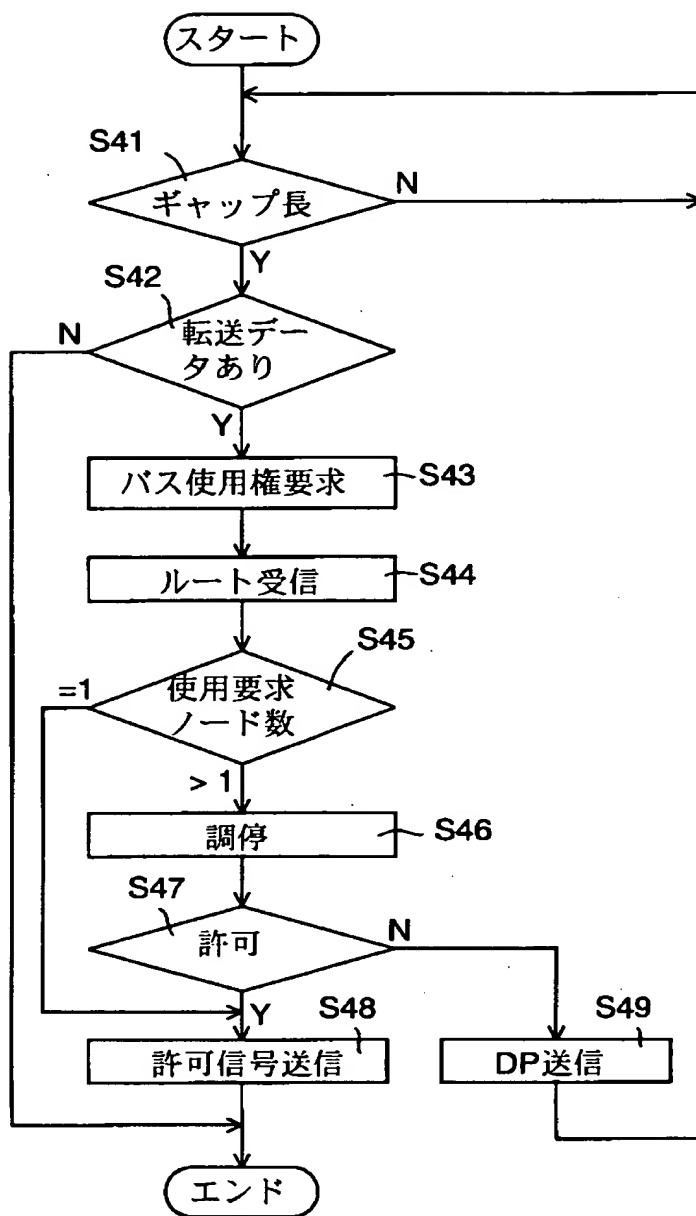 スタート
S41
ギャップ長
N
Y
S42
転送デー
タあり
N
Y
バス使用権要求
S43
ルート受信
S44
S45
使用要求
ノード数
=1
> 1
調停
S46
S47
許可
N
Y
S48
許可信号送信
S49
DP送信
エンド